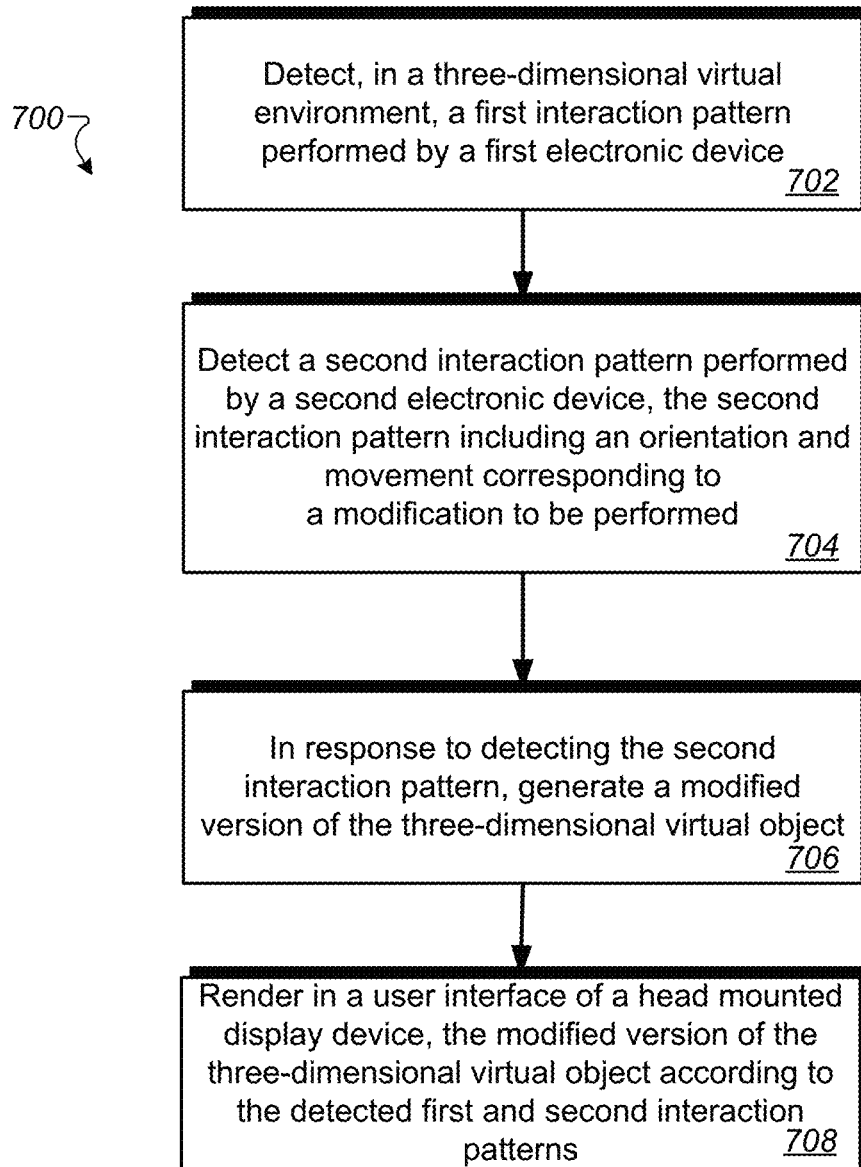 700
Detect, in a three-dimensional virtual
environment, a first interaction pattern
performed by a first electronic device
702
Detect a second interaction pattern performed
by a second electronic device, the second
interaction pattern including an orientation and
movement corresponding to
a modification to be performed
704
In response to detecting the second
interaction pattern, generate a modified
version of the three-dimensional virtual object
706
Render in a user interface of a head mounted
display device, the modified version of the
three-dimensional virtual object according to
the detected first and second interaction
patterns
708